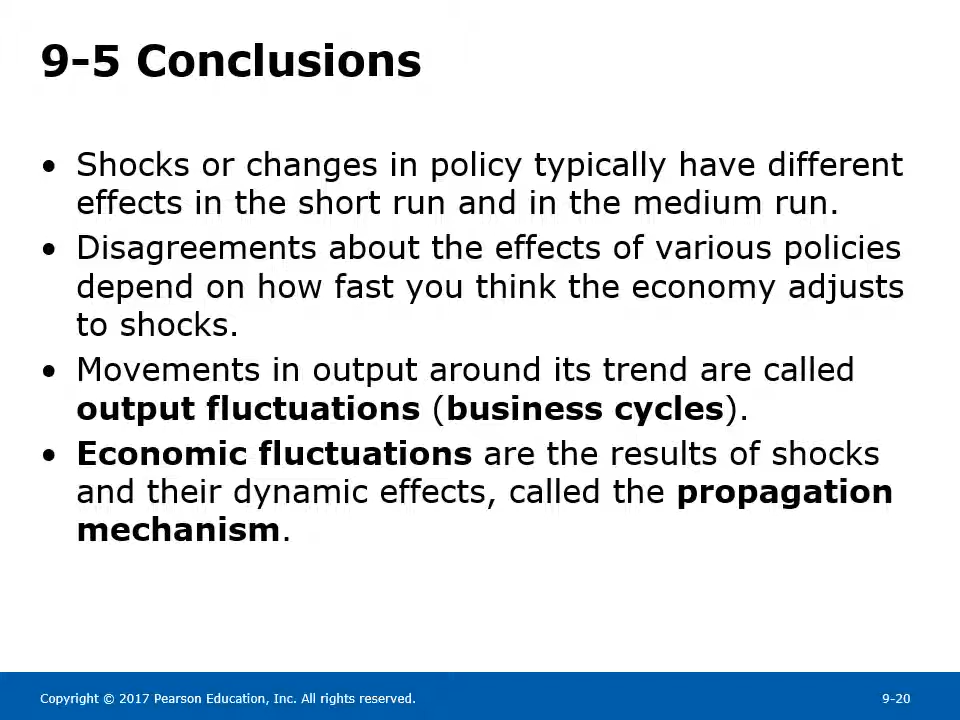 9-5 Conclusions
• Shocks or changes in policy typically have different
effects in the short run and in the medium run.
• Disagreements about the effects of various policies
depend on how fast you think the economy adjusts
to shocks.
• Movements in output around its trend are called
output fluctuations (business cycles).
• Economic fluctuations are the results of shocks
and their dynamic effects, called the propagation
mechanism.
Copyright © 2017 Pearson Education, Inc. All rights reserved.
9-20